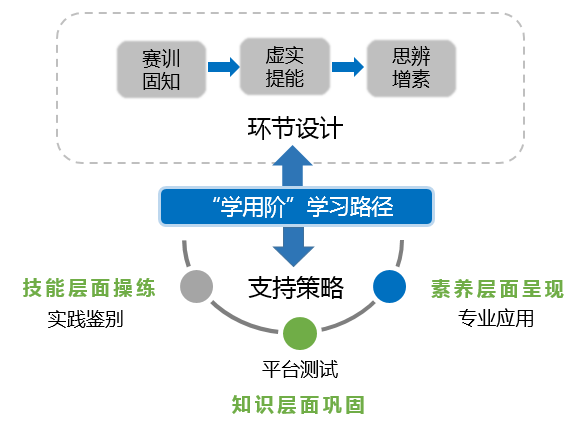 赛训
固知
虚实
提能
思辨
增素
环节设计
“学用阶”学习路径
支持策略
技能层面操练
实践鉴别
素养层面呈现
专业应用
平台测试
知识层面巩固